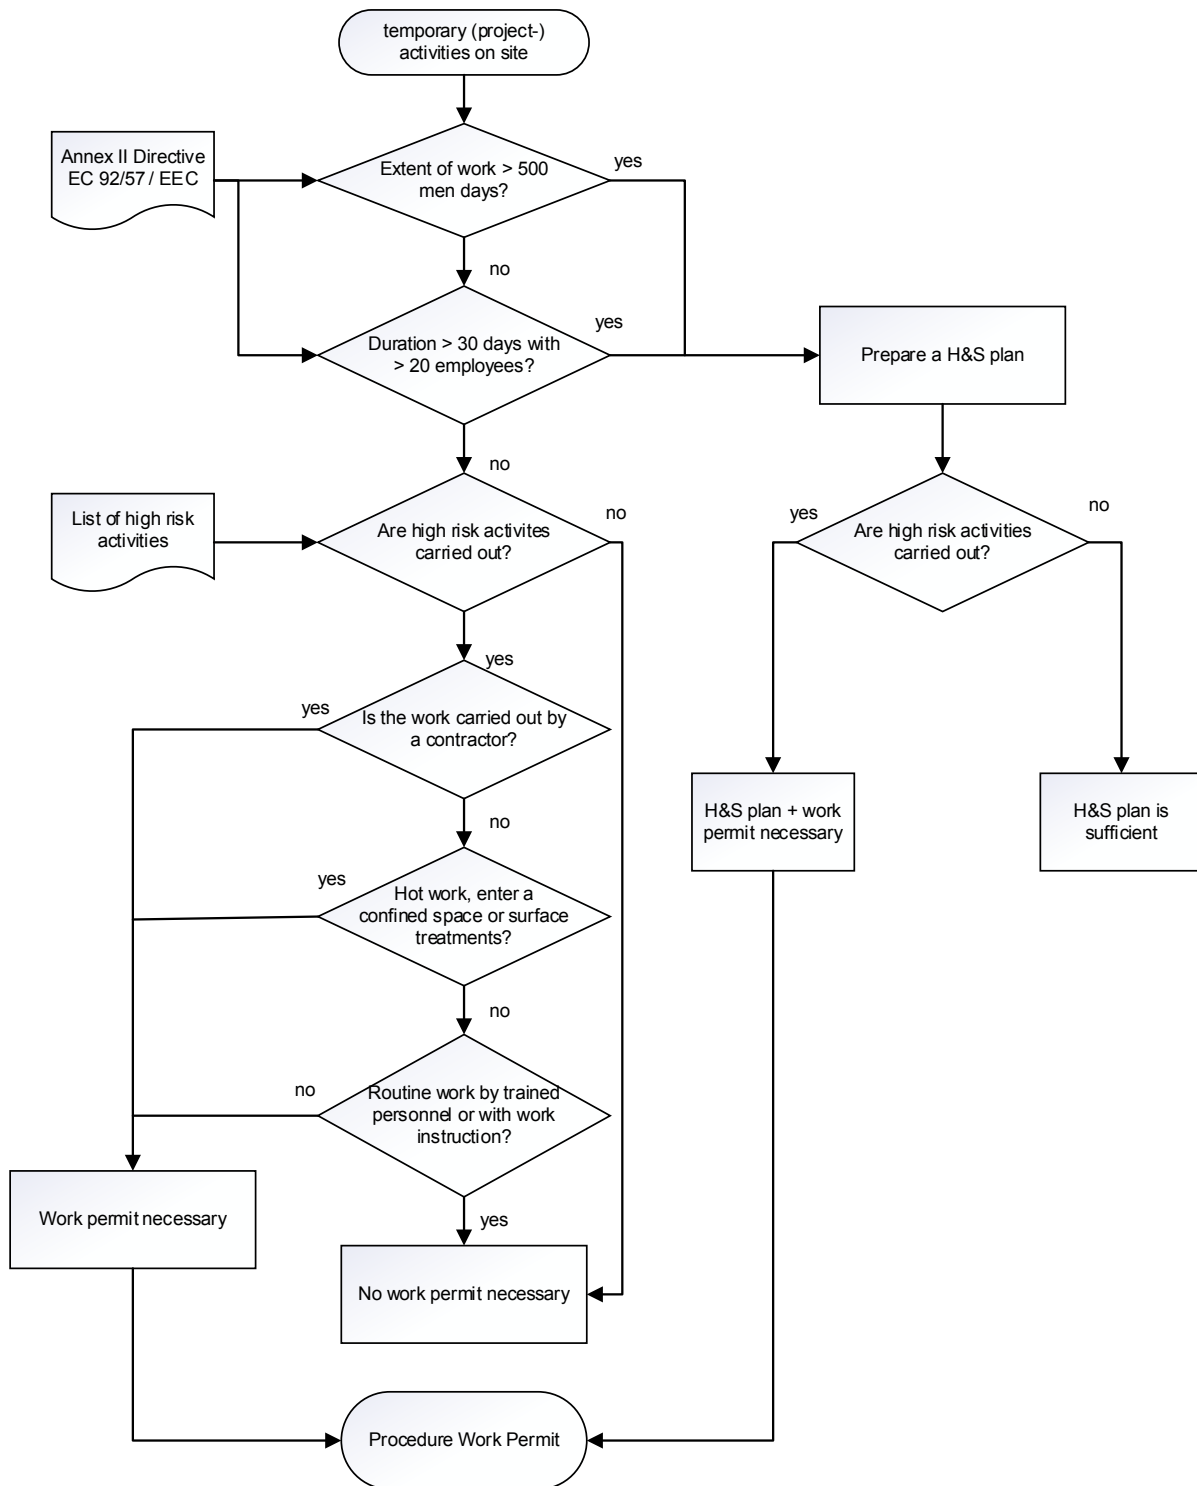 temporary (project-)
activities on site
Annex II Directive
EC 92/57 / EEC
Extent of work > 500
men days?
yes
no
Duration > 30 days with
> 20 employees?
yes
Prepare a H&S plan
no
List of high risk
activities
Are high risk activites
carried out?
no
yes
Are high risk activities
carried out?
no
yes
Is the work carried out by
a contractor?
yes
H&S plan + work
permit necessary
H&S plan is
sufficient
no
yes
Hot work, enter a
confined space or surface
treatments?
no
no
Routine work by trained
personnel or with work
instruction?
Work permit necessary
yes
No work permit necessary
Procedure Work Permit